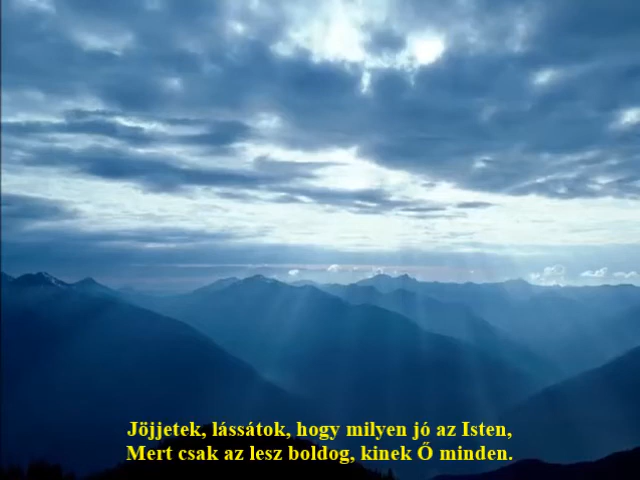 Jöjjetek, lássátok, hogy milyen jó az Isten,
Mert csak az lesz boldog, kinek Ő minden.